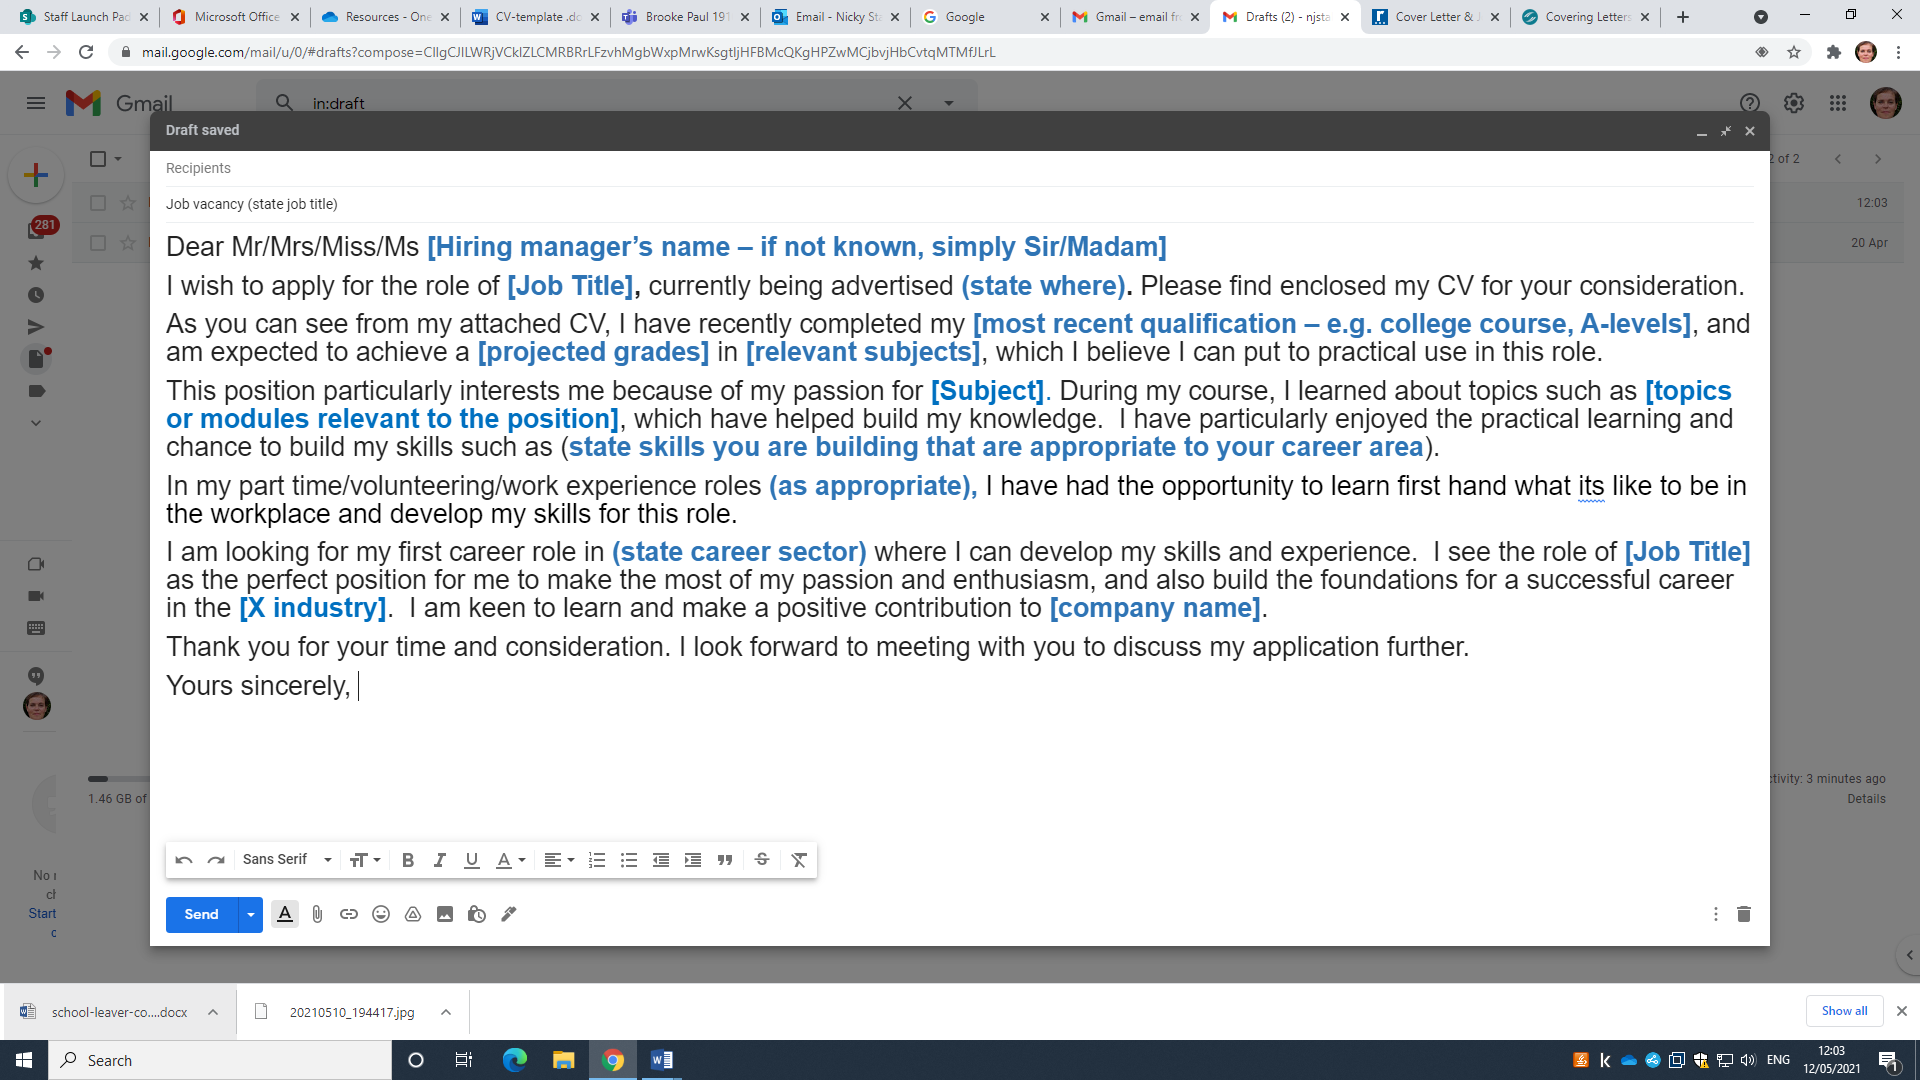 Staff Launch Pad
Microsoft Office
Resources - One
CV-template .do
Brooke Paul 191
Email - Nicky Sta
Google
Gmail – email fr
Drafts (2) - njsta
Cover Letter & J
Covering Letters
mail.google.com/mail/u/0/#drafts?compose=CllgCJlLWRjVCklZLCMRBRrLFzvhMgbWxpMrwKsgtljHFBMcQKgHPZwMCjbvjHbCvtqMTMfJLrL
Gmail
in:draft
Draft saved
2 of 2
Recipients
Job vacancy (state job title)
281
12:03
20 Apr
Dear Mr/Mrs/Miss/Ms [Hiring manager’s name – if not known, simply Sir/Madam]
I wish to apply for the role of [Job Title], currently being advertised (state where). Please find enclosed my CV for your consideration.
As you can see from my attached CV, I have recently completed my [most recent qualification – e.g. college course, A-levels], and
am expected to achieve a [projected grades] in [relevant subjects], which I believe I can put to practical use in this role.
This position particularly interests me because of my passion for [Subject]. During my course, I learned about topics such as [topics
or modules relevant to the position], which have helped build my knowledge.  I have particularly enjoyed the practical learning and
chance to build my skills such as (state skills you are building that are appropriate to your career area).
In my part time/volunteering/work experience roles (as appropriate), I have had the opportunity to learn first hand what its like to be in
the workplace and develop my skills for this role.
I am looking for my first career role in (state career sector) where I can develop my skills and experience.  I see the role of [Job Title]
as the perfect position for me to make the most of my passion and enthusiasm, and also build the foundations for a successful career
in the [X industry].  I am keen to learn and make a positive contribution to [company name].
Thank you for your time and consideration. I look forward to meeting with you to discuss my application further.
Yours sincerely,
1.46 GB of
ctivity: 3 minutes ago
Details
Sans Serif
No r
ch
Start
c
Send
school-leaver-co....docx
20210510_194417.jpg
Show all
Search
ENG
12:03
12/05/2021
1